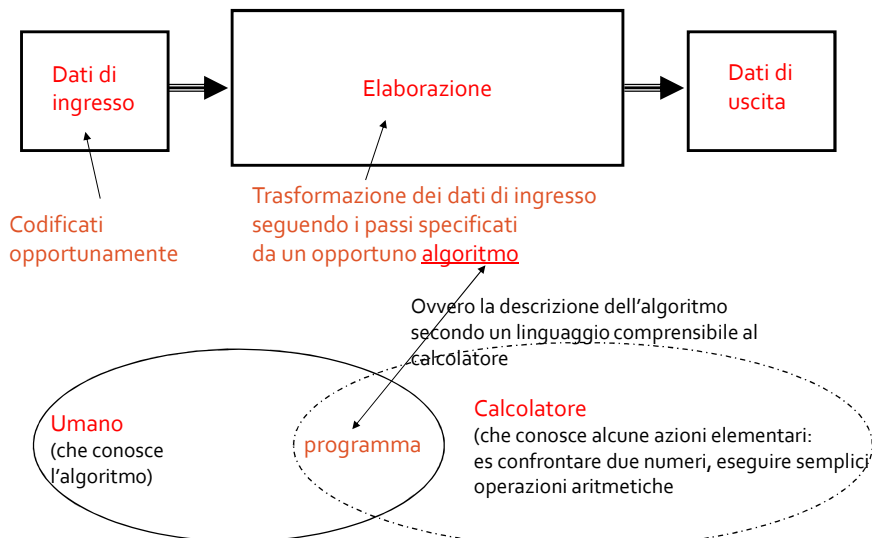 Dati di
ingresso
Elaborazione
Dati di
uscita
Codificati
opportunamente
Trasformazione dei dati di ingresso
seguendo i passi specificati
da un opportuno algoritmo
Ovvero la descrizione dell'algoritmo
secondo un linguaggio comprensibile al
calcolatore
Umano
(che conosce
l'algoritmo)
programma
Calcolatore
(che conosce alcune azioni elementari:
es confrontare due numeri, eseguire semplici
operazioni aritmetiche